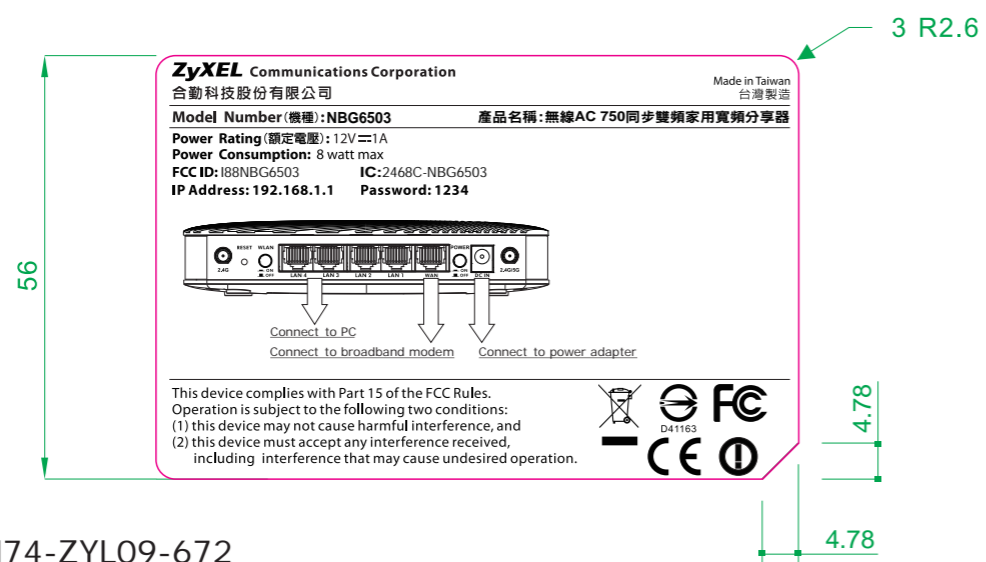 3 R2.6
ZyXEL Communications Corporation
合勤科技股份有限公司
Made in Taiwan
台灣製造
Model Number(機種):NBG6503
產品名稱:無線AC 750同步雙頻家用寬頻分享器
Power Rating(額定電壓):12V⎓1A
Power Consumption: 8 watt max
FCC ID: I88NBG6503 IC:2468C-NBG6503
IP Address: 192.168.1.1 Password: 1234
RESET WLAN POWER
ON ON
2.4G OFF LAN 4 LAN 3 LAN 2 LAN 1 WAN OFF DC IN 2.4G/5G
56
Connect to PC
Connect to broadband modem Connect to power adapter
This device complies with Part 15 of the FCC Rules.
Operation is subject to the following two conditions:
(1) this device may not cause harmful interference, and
(2) this device must accept any interference received,
including interference that may cause undesired operation.
D41163
FC
CE
4.78
4.78
174-ZYL09-672